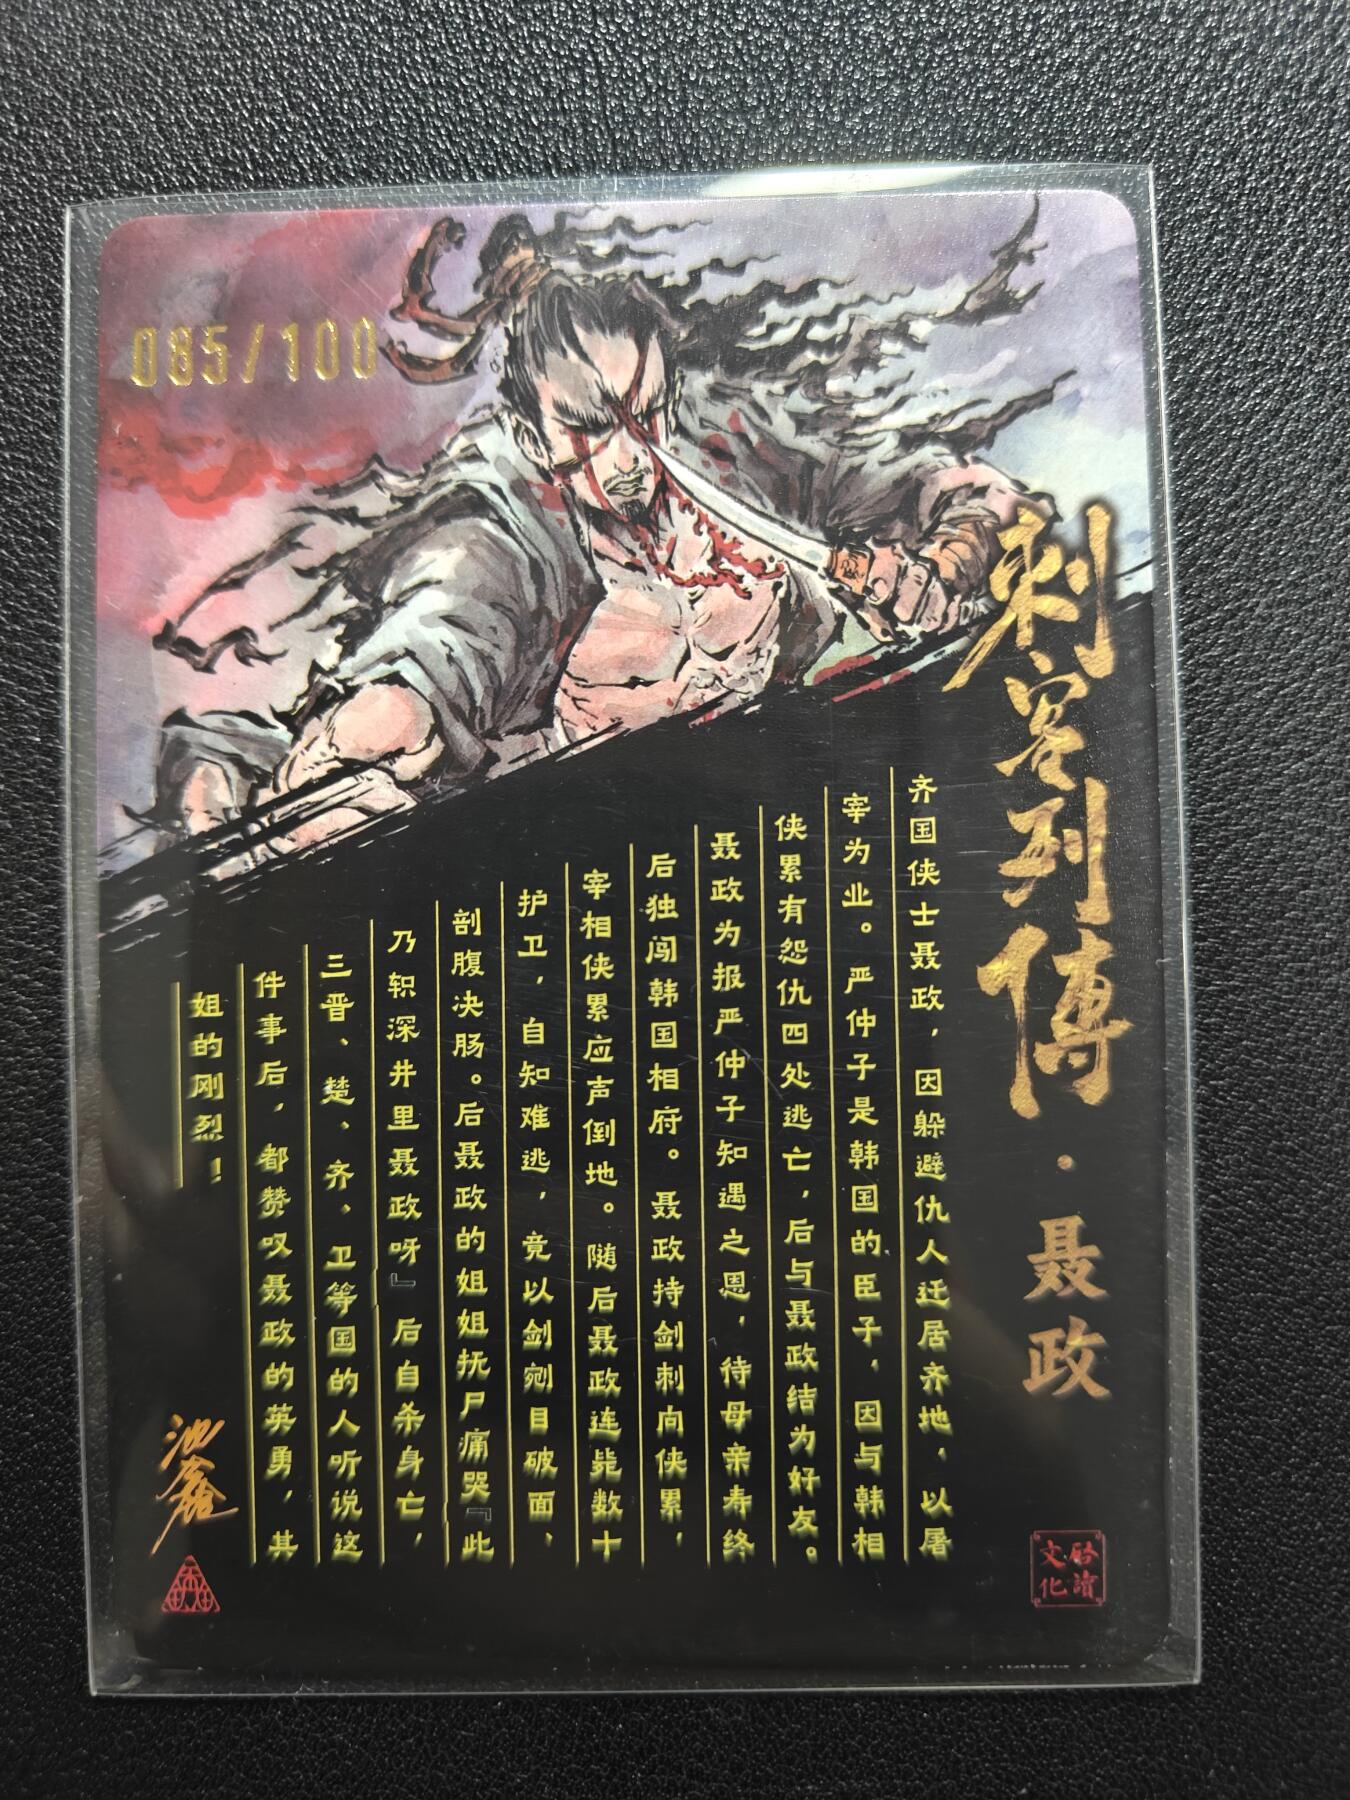 085/100
刺客列傳·聂政
齐国侠士聂政，因躲避仇人迁居齐地，以屠
宰为业。严仲子是韩国的臣子，因与韩相
侠累有怨仇四处逃亡，后与聂政结为好友。
聂政为报严仲子知遇之恩，待母亲寿终
后独闯韩国相府。聂政持剑刺向侠累，
宰相侠累应声倒地。随后聂政连毙数十
护卫，自知难逃，竟以剑剜目破面、
剖腹决肠。后聂政的姐姐抚尸痛哭『此
乃轵深井里聂政呀』后自杀身亡，
三晋、楚、齐、卫等国的人听说这
件事后，都赞叹聂政的英勇，其
姐的刚烈！
讀
文化